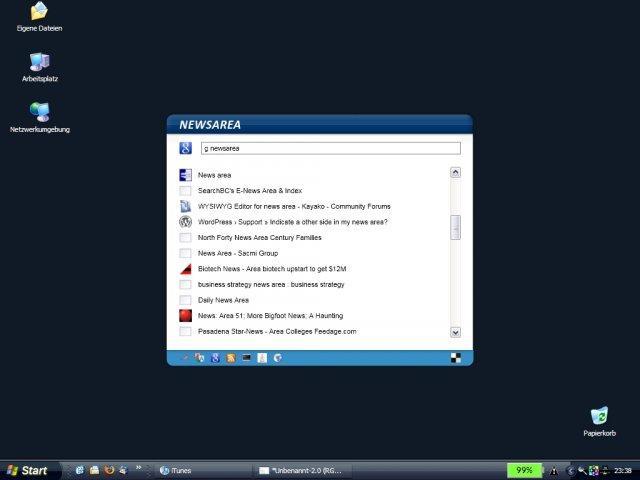 Eigene Dateien
Arbeitsplatz
Netzwerkumgebung
NEWSAREA
g newsarea
News area
SearchBC's E-News Area & Index
WYSIWYG Editor for news area - Kayako - Community Forums
WordPress › Support » Indicate a other side in my news area?
North Forty News Area Century Families
News Area - Sacmi Group
Biotech News - Area biotech upstart to get $12M
business strategy news area : business strategy
Daily News Area
News: Area 51; More Bigfoot News; A Haunting
Pasadena Star-News - Area Colleges Feedage.com
Papierkorb
Start
»
iTunes
*Unbenannt-2.0 (RG...
99%
23:38